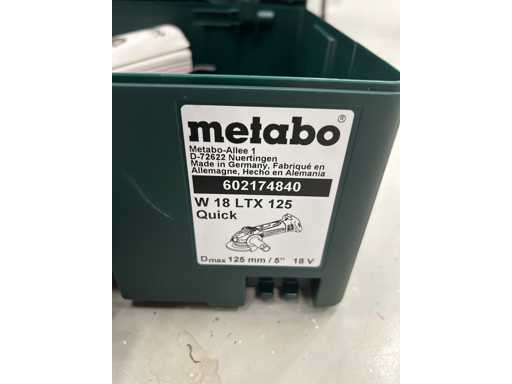 metabo®
Metabo-Allee 1
D-72622 Nuertingen
Made in Germany, Fabriqué en
Allemagne, Hecho en Alemania
602174840
W 18 LTX 125
Quick
Dmax 125 mm / 5" 18 V